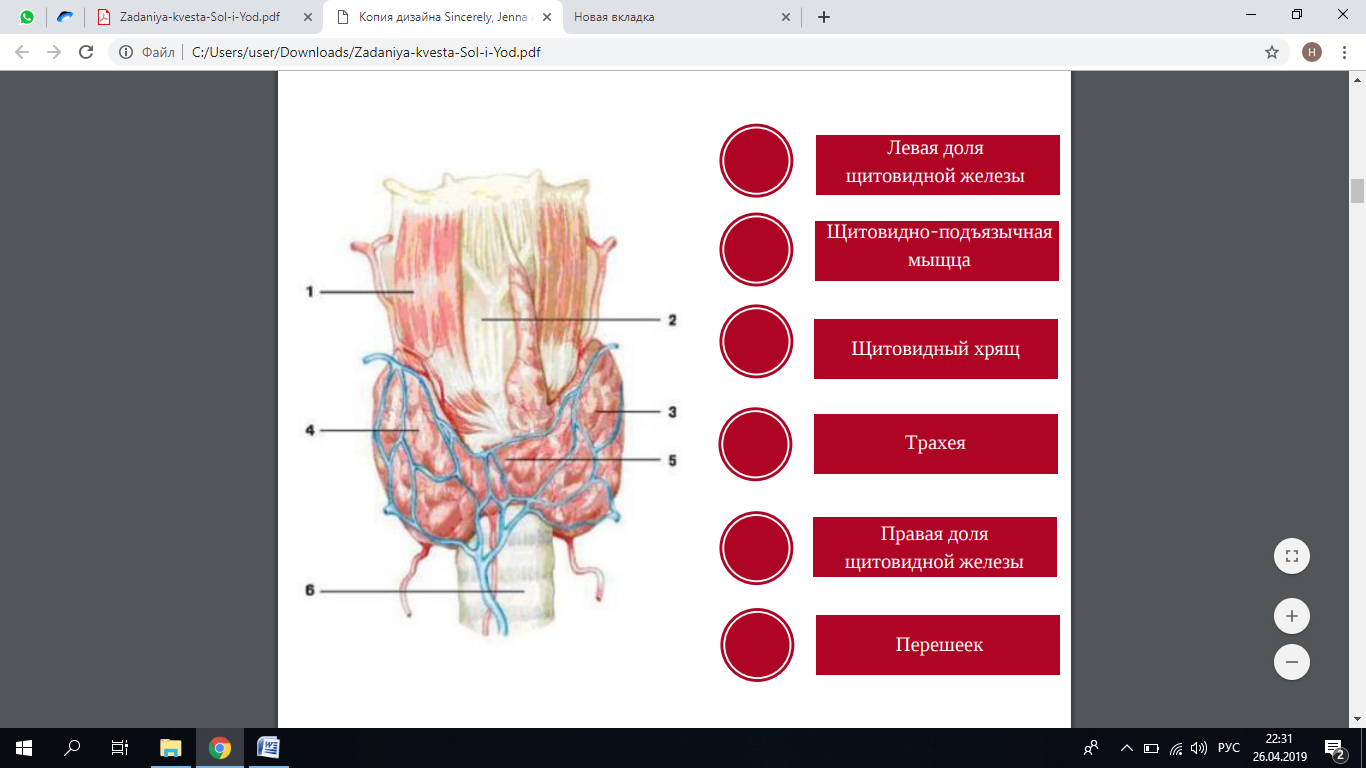 Zadaniya-kvesta-Sol-i-Yod.pdf
Копия дизайна Sincerely, Jenna
Новая вкладка
Файл
C:/Users/user/Downloads/Zadaniya-kvesta-Sol-i-Yod.pdf
Н
1
2
3
4
5
6
Левая доля
щитовидной железы
Щитовидно-подъязычная
мыщца
Щитовидный хрящ
Трахея
Правая доля
щитовидной железы
Перешеек
РУС
22:31
26.04.2019
2